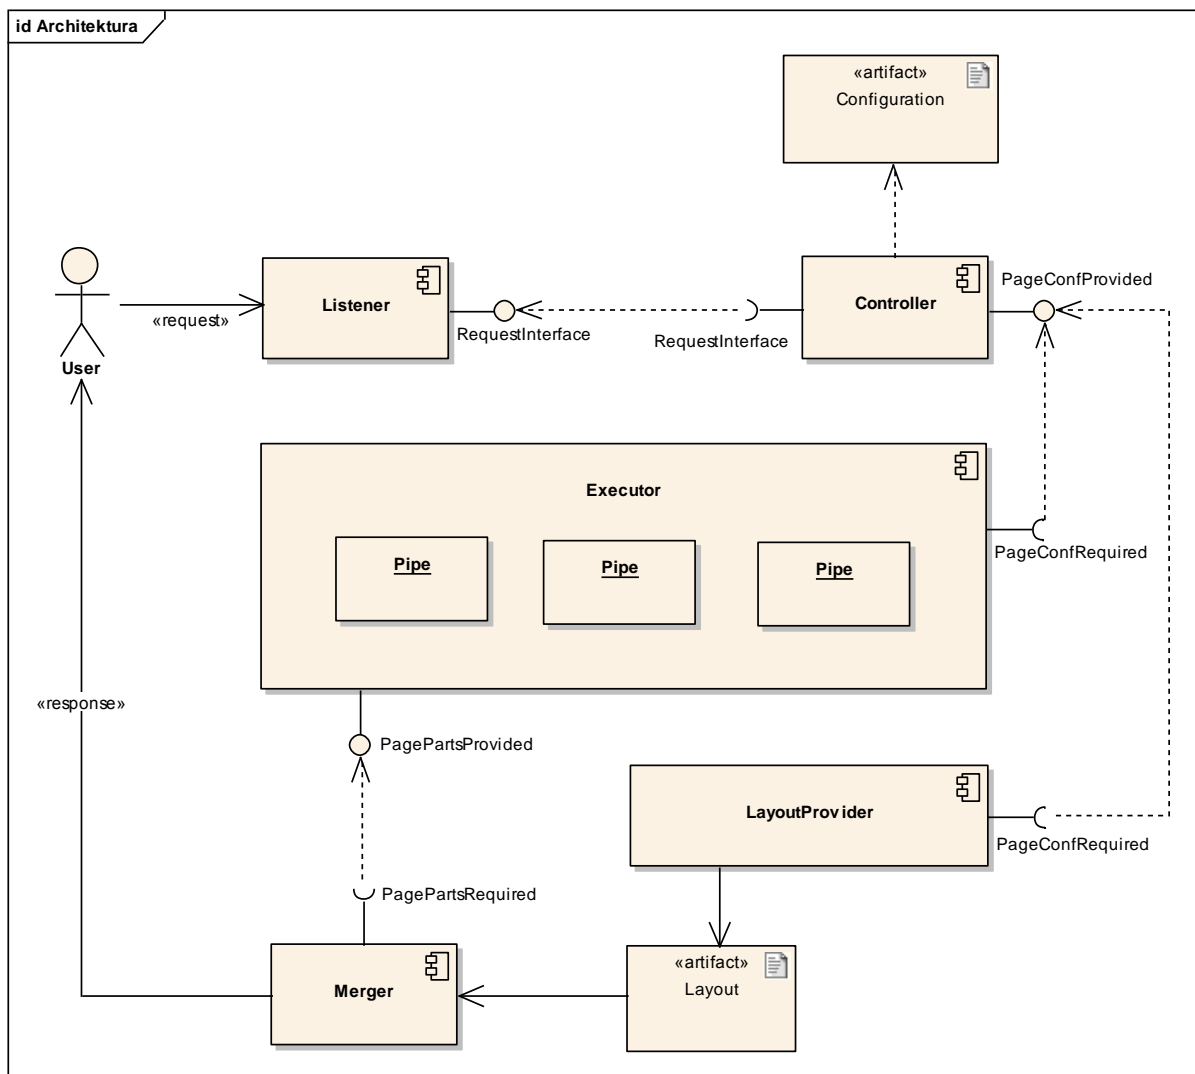 id Architektura
«artifact»
Configuration
PageConfProvided
Listener
Controller
«request»
RequestInterface
RequestInterface
User
Executor
PageConfRequired
Pipe
Pipe
Pipe
«response»
PagePartsProvided
LayoutProvider
PageConfRequired
PagePartsRequired
«artifact»
Layout
Merger